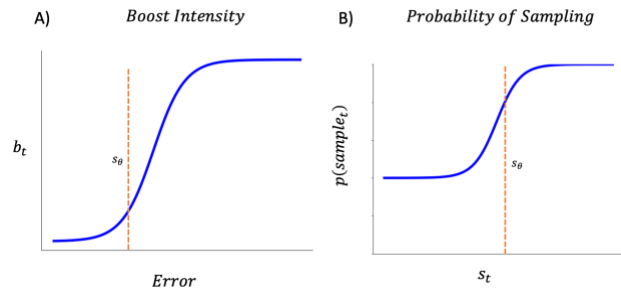 A) Boost Intensity
b_t
s_θ
Error
B) Probability of Sampling
p(sample_t)
s_θ
s_t